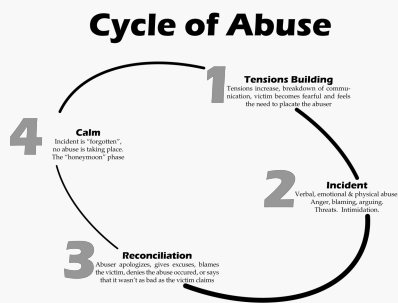 Cycle of Abuse
1
Tensions Building
Tensions increase, breakdown of commu-
nication, victim becomes fearful and feels
the need to placate the abuser
2
Incident
Verbal, emotional & physical abuse
Anger, blaming, arguing.
Threats. Intimidation.
3
Reconciliation
Abuser apologizes, gives excuses, blames
the victim, denies the abuse occured, or says
that it wasn't as bad as the victim claims
4
Calm
Incident is "forgotten",
no abuse is taking place.
The "honeymoon" phase